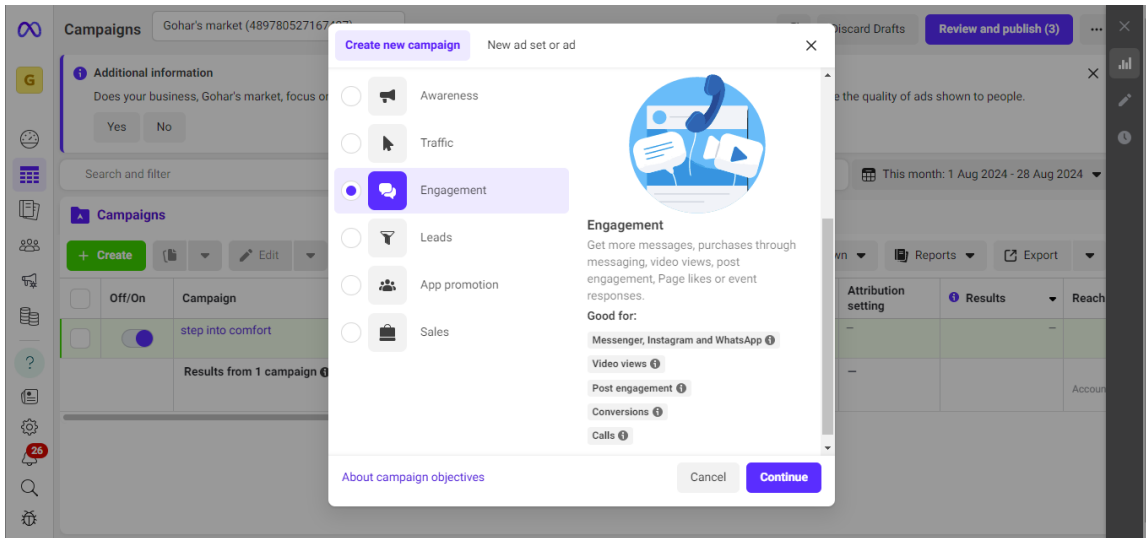 Campaigns
Gohar's market (489780527167
Discard Drafts
Review and publish (3)
Create new campaign
New ad set or ad
G
Additional information
Does your business, Gohar's market, focus on
the quality of ads shown to people.
Yes
No
Search and filter
This month: 1 Aug 2024 - 28 Aug 2024
Campaigns
+ Create
Edit
Reports
Export
Off/On
Campaign
Attribution
setting
Results
Reach
step into comfort
—
—
Results from 1 campaign
—
Accoun
Awareness
Traffic
Engagement
Leads
App promotion
Sales
Engagement
Get more messages, purchases through
messaging, video views, post
engagement, Page likes or event
responses.
Good for:
Messenger, Instagram and WhatsApp
Video views
Post engagement
Conversions
Calls
About campaign objectives
Cancel
Continue
?
26